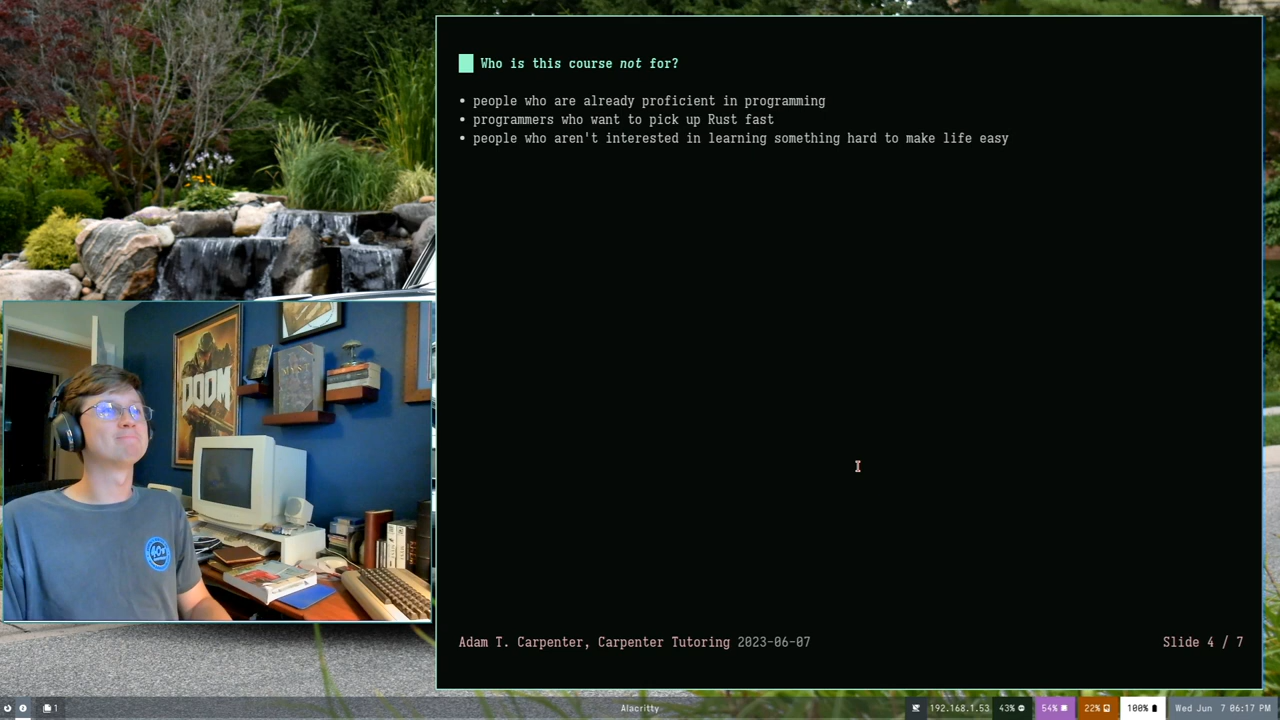 Who is this course not for?
• people who are already proficient in programming
• programmers who want to pick up Rust fast
• people who aren't interested in learning something hard to make life easy
DOOM
MYST
Adam T. Carpenter, Carpenter Tutoring 2023-06-07
Slide 4 / 7
1
Alacritty
192.168.1.53
43%
54%
22%
100%
Wed Jun 7 06:17 PM